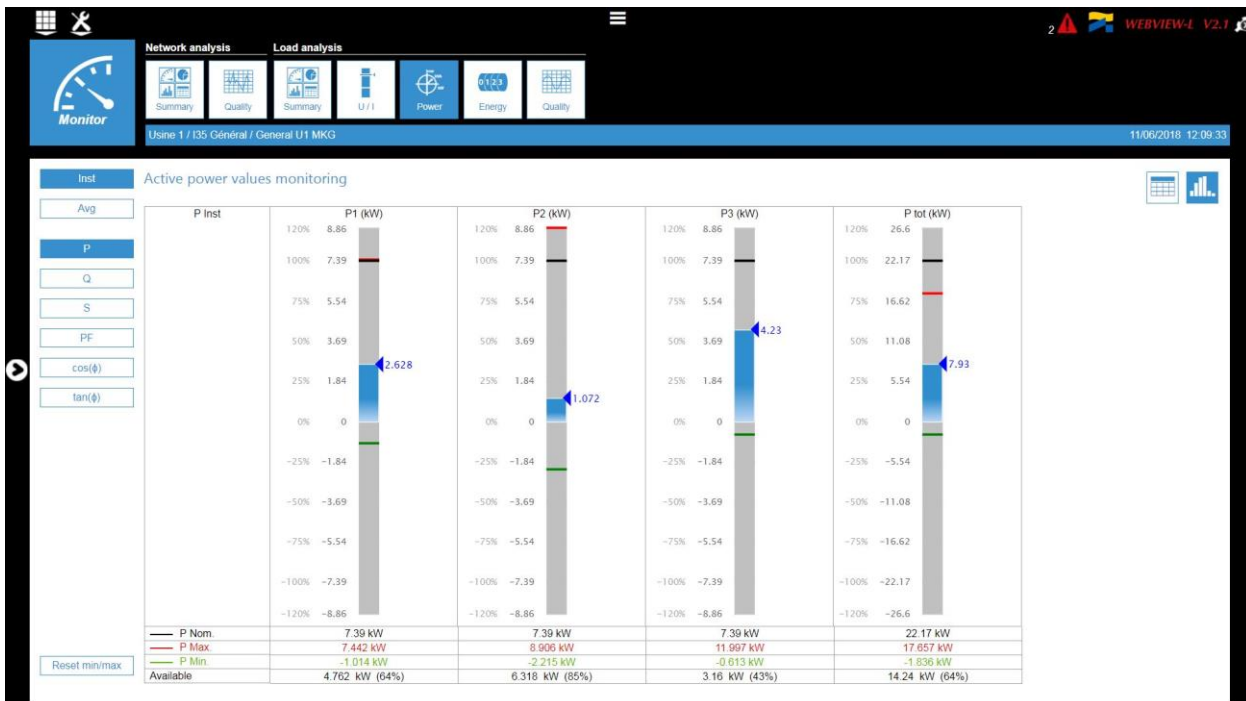 2 WEBVIEW-L V2.1
Network analysis Load analysis
Monitor
Summary Quality Summary U / I Power 0123 Energy Quality
Usine 1 / I35 Général / General U1 MKG 11/06/2018 12:09:33
Inst
Avg
P
Q
S
PF
cos(ϕ)
tan(ϕ)
Reset min/max
Active power values monitoring
P Inst P1 (kW) P2 (kW) P3 (kW) P tot (kW)
120% 8.86 120% 8.86 120% 8.86 120% 26.6
100% 7.39 100% 7.39 100% 7.39 100% 22.17
75% 5.54 75% 5.54 75% 5.54 75% 16.62
4.23
50% 3.69 50% 3.69 50% 3.69 50% 11.08
2.628 7.93
25% 1.84 25% 1.84 25% 1.84 25% 5.54
1.072
0% 0 0% 0 0% 0 0% 0
-25% -1.84 -25% -1.84 -25% -1.84 -25% -5.54
-50% -3.69 -50% -3.69 -50% -3.69 -50% -11.08
-75% -5.54 -75% -5.54 -75% -5.54 -75% -16.62
-100% -7.39 -100% -7.39 -100% -7.39 -100% -22.17
-120% -8.86 -120% -8.86 -120% -8.86 -120% -26.6
P Nom. 7.39 kW 7.39 kW 7.39 kW 22.17 kW
P Max. 7.442 kW 8.906 kW 11.997 kW 17.657 kW
P Min. -1.014 kW -2.215 kW -0.613 kW -1.836 kW
Available 4.762 kW (64%) 6.318 kW (85%) 3.16 kW (43%) 14.24 kW (64%)